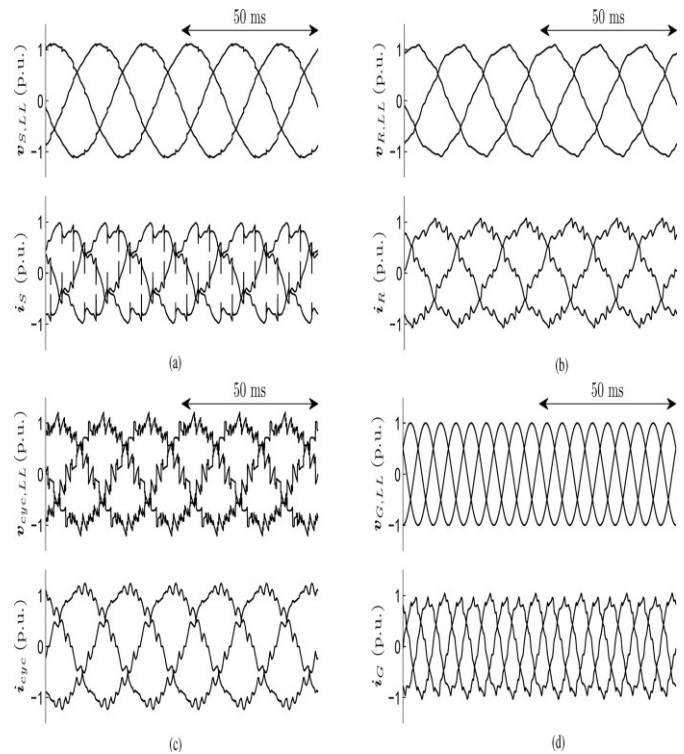 50 ms
1
0
-1
v_{S,LL} (p.u.)
1
0
-1
i_S (p.u.)
(a)
50 ms
1
0
-1
v_{R,LL} (p.u.)
1
0
-1
i_R (p.u.)
(b)
50 ms
1
0
-1
v_{cyc,LL} (p.u.)
1
0
-1
i_{cyc} (p.u.)
(c)
50 ms
1
0
-1
v_{G,LL} (p.u.)
1
0
-1
i_G (p.u.)
(d)